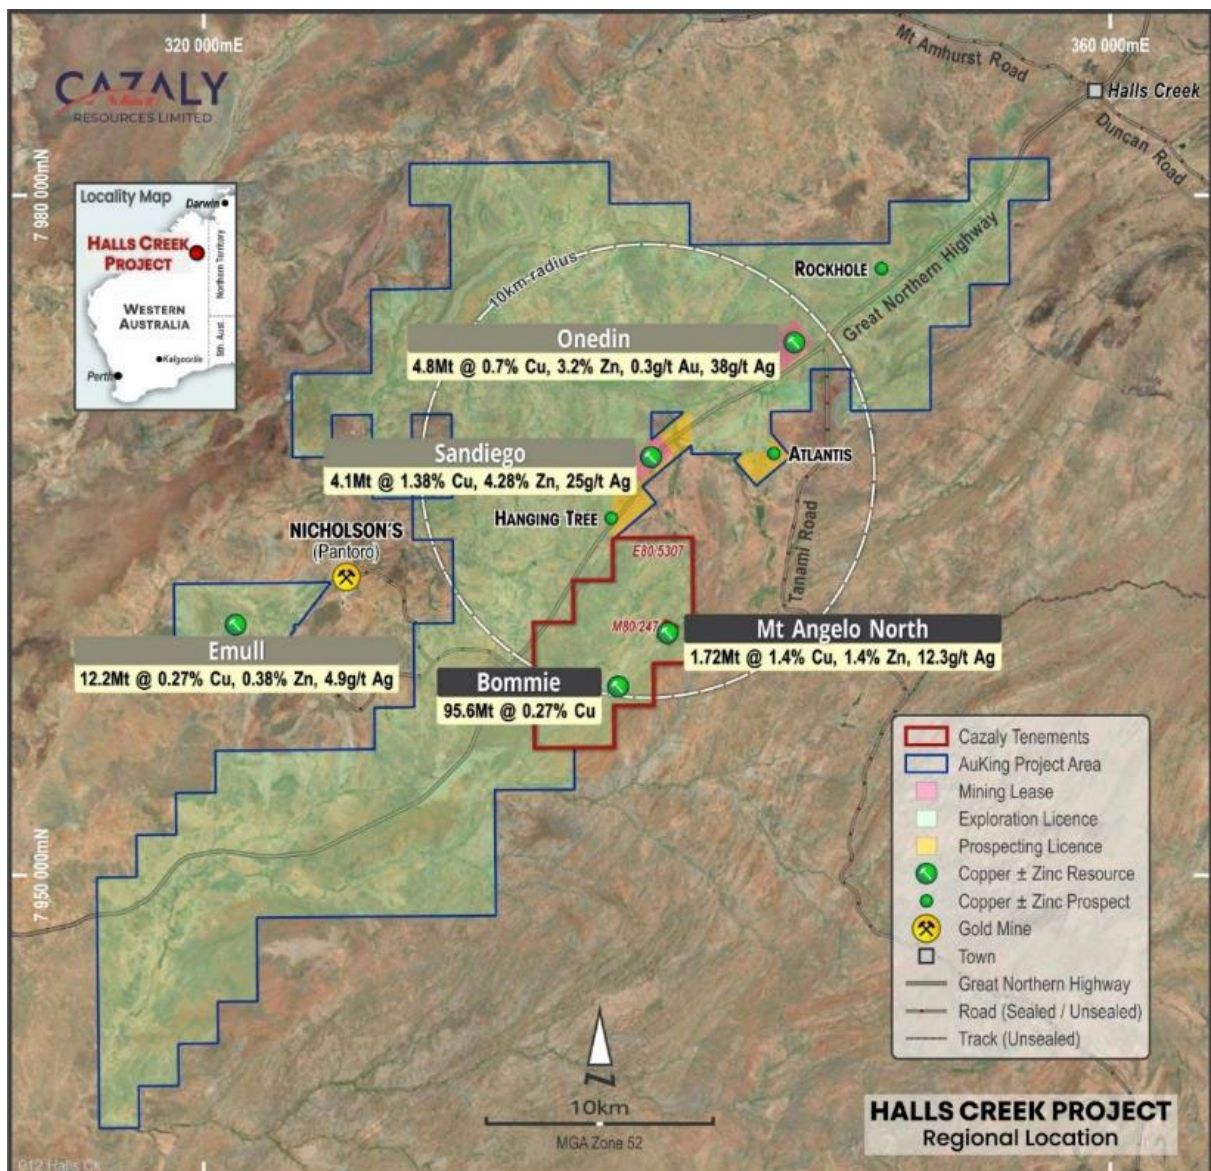 320 000mE
360 000mE
Mt Amhurst Road
Halls Creek
Duncan Road
CAZALY
RESOURCES LIMITED
7 980 000mN
Locality Map
Darwin
HALLS CREEK
PROJECT
Northern Territory
WESTERN
AUSTRALIA
Sth. Aust.
Kalgoorlie
Perth
10km radius
ROCKHOLE
Great Northern Highway
Onedin
4.8Mt @ 0.7% Cu, 3.2% Zn, 0.3g/t Au, 38g/t Ag
Sandiego
4.1Mt @ 1.38% Cu, 4.28% Zn, 25g/t Ag
ATLANTIS
HANGING TREE
NICHOLSON'S
(Pantoro)
E80/5307
Tanami Road
M80/247
Mt Angelo North
1.72Mt @ 1.4% Cu, 1.4% Zn, 12.3g/t Ag
Emull
12.2Mt @ 0.27% Cu, 0.38% Zn, 4.9g/t Ag
Bommie
95.6Mt @ 0.27% Cu
7 950 000mN
Cazaly Tenements
AuKing Project Area
Mining Lease
Exploration Licence
Prospecting Licence
Copper ± Zinc Resource
Copper ± Zinc Prospect
Gold Mine
Town
Great Northern Highway
Road (Sealed / Unsealed)
Track (Unsealed)
N
10km
MGA Zone 52
HALLS CREEK PROJECT
Regional Location
012 Halls Ck